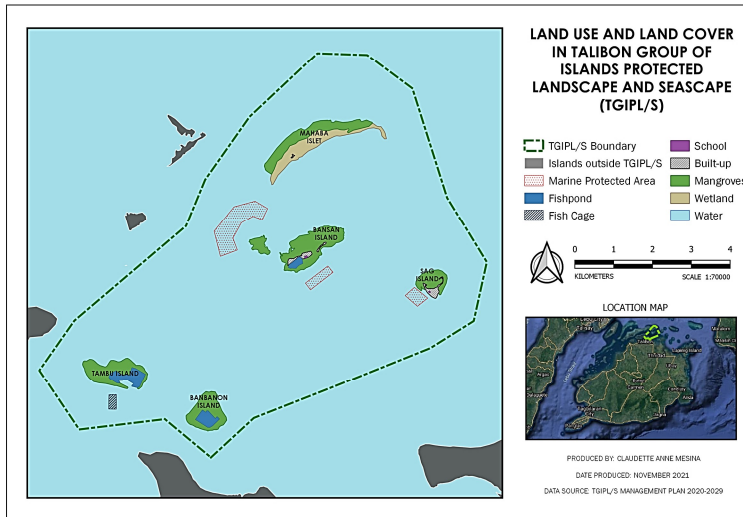 LAND USE AND LAND COVER
IN TALIBON GROUP OF
ISLANDS PROTECTED
LANDSCAPE AND SEASCAPE
(TGIPL/S)
TGIPL/S Boundary
Islands outside TGIPL/S
Marine Protected Area
Fishpond
Fish Cage
School
Built-up
Mangroves
Wetland
Water
0 1 2 3 4
KILOMETERS
SCALE 1:70000
LOCATION MAP
MAHABA
ISLET
BANSAN
ISLAND
SAG
ISLAND
TAMBU ISLAND
BANBANON
ISLAND
Talibon
Trinidad
Ubay
PRODUCED BY: CLAUDETTE ANNE MESINA
DATE PRODUCED: NOVEMBER 2021
DATA SOURCE: TGIPL/S MANAGEMENT PLAN 2020-2029